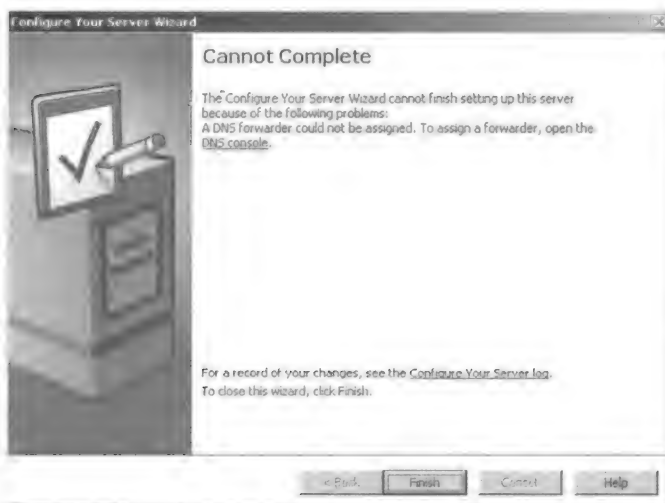 Configure Your Server Wizard
Cannot Complete
The Configure Your Server Wizard cannot finish setting up this server
because of the following problems:
A DNS forwarder could not be assigned. To assign a forwarder, open the
DNS console.
For a record of your changes, see the Configure Your Server log.
To close this wizard, click Finish.
< Back Finish Cancel Help